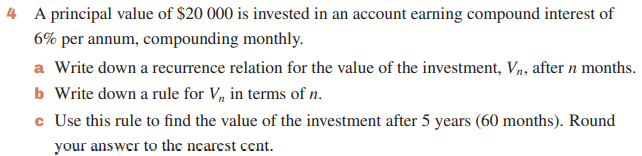 4 A principal value of $20 000 is invested in an account earning compound interest of
6% per annum, compounding monthly.
a Write down a recurrence relation for the value of the investment, Vn, after n months.
b Write down a rule for Vn in terms of n.
c Use this rule to find the value of the investment after 5 years (60 months). Round
your answer to the nearest cent.